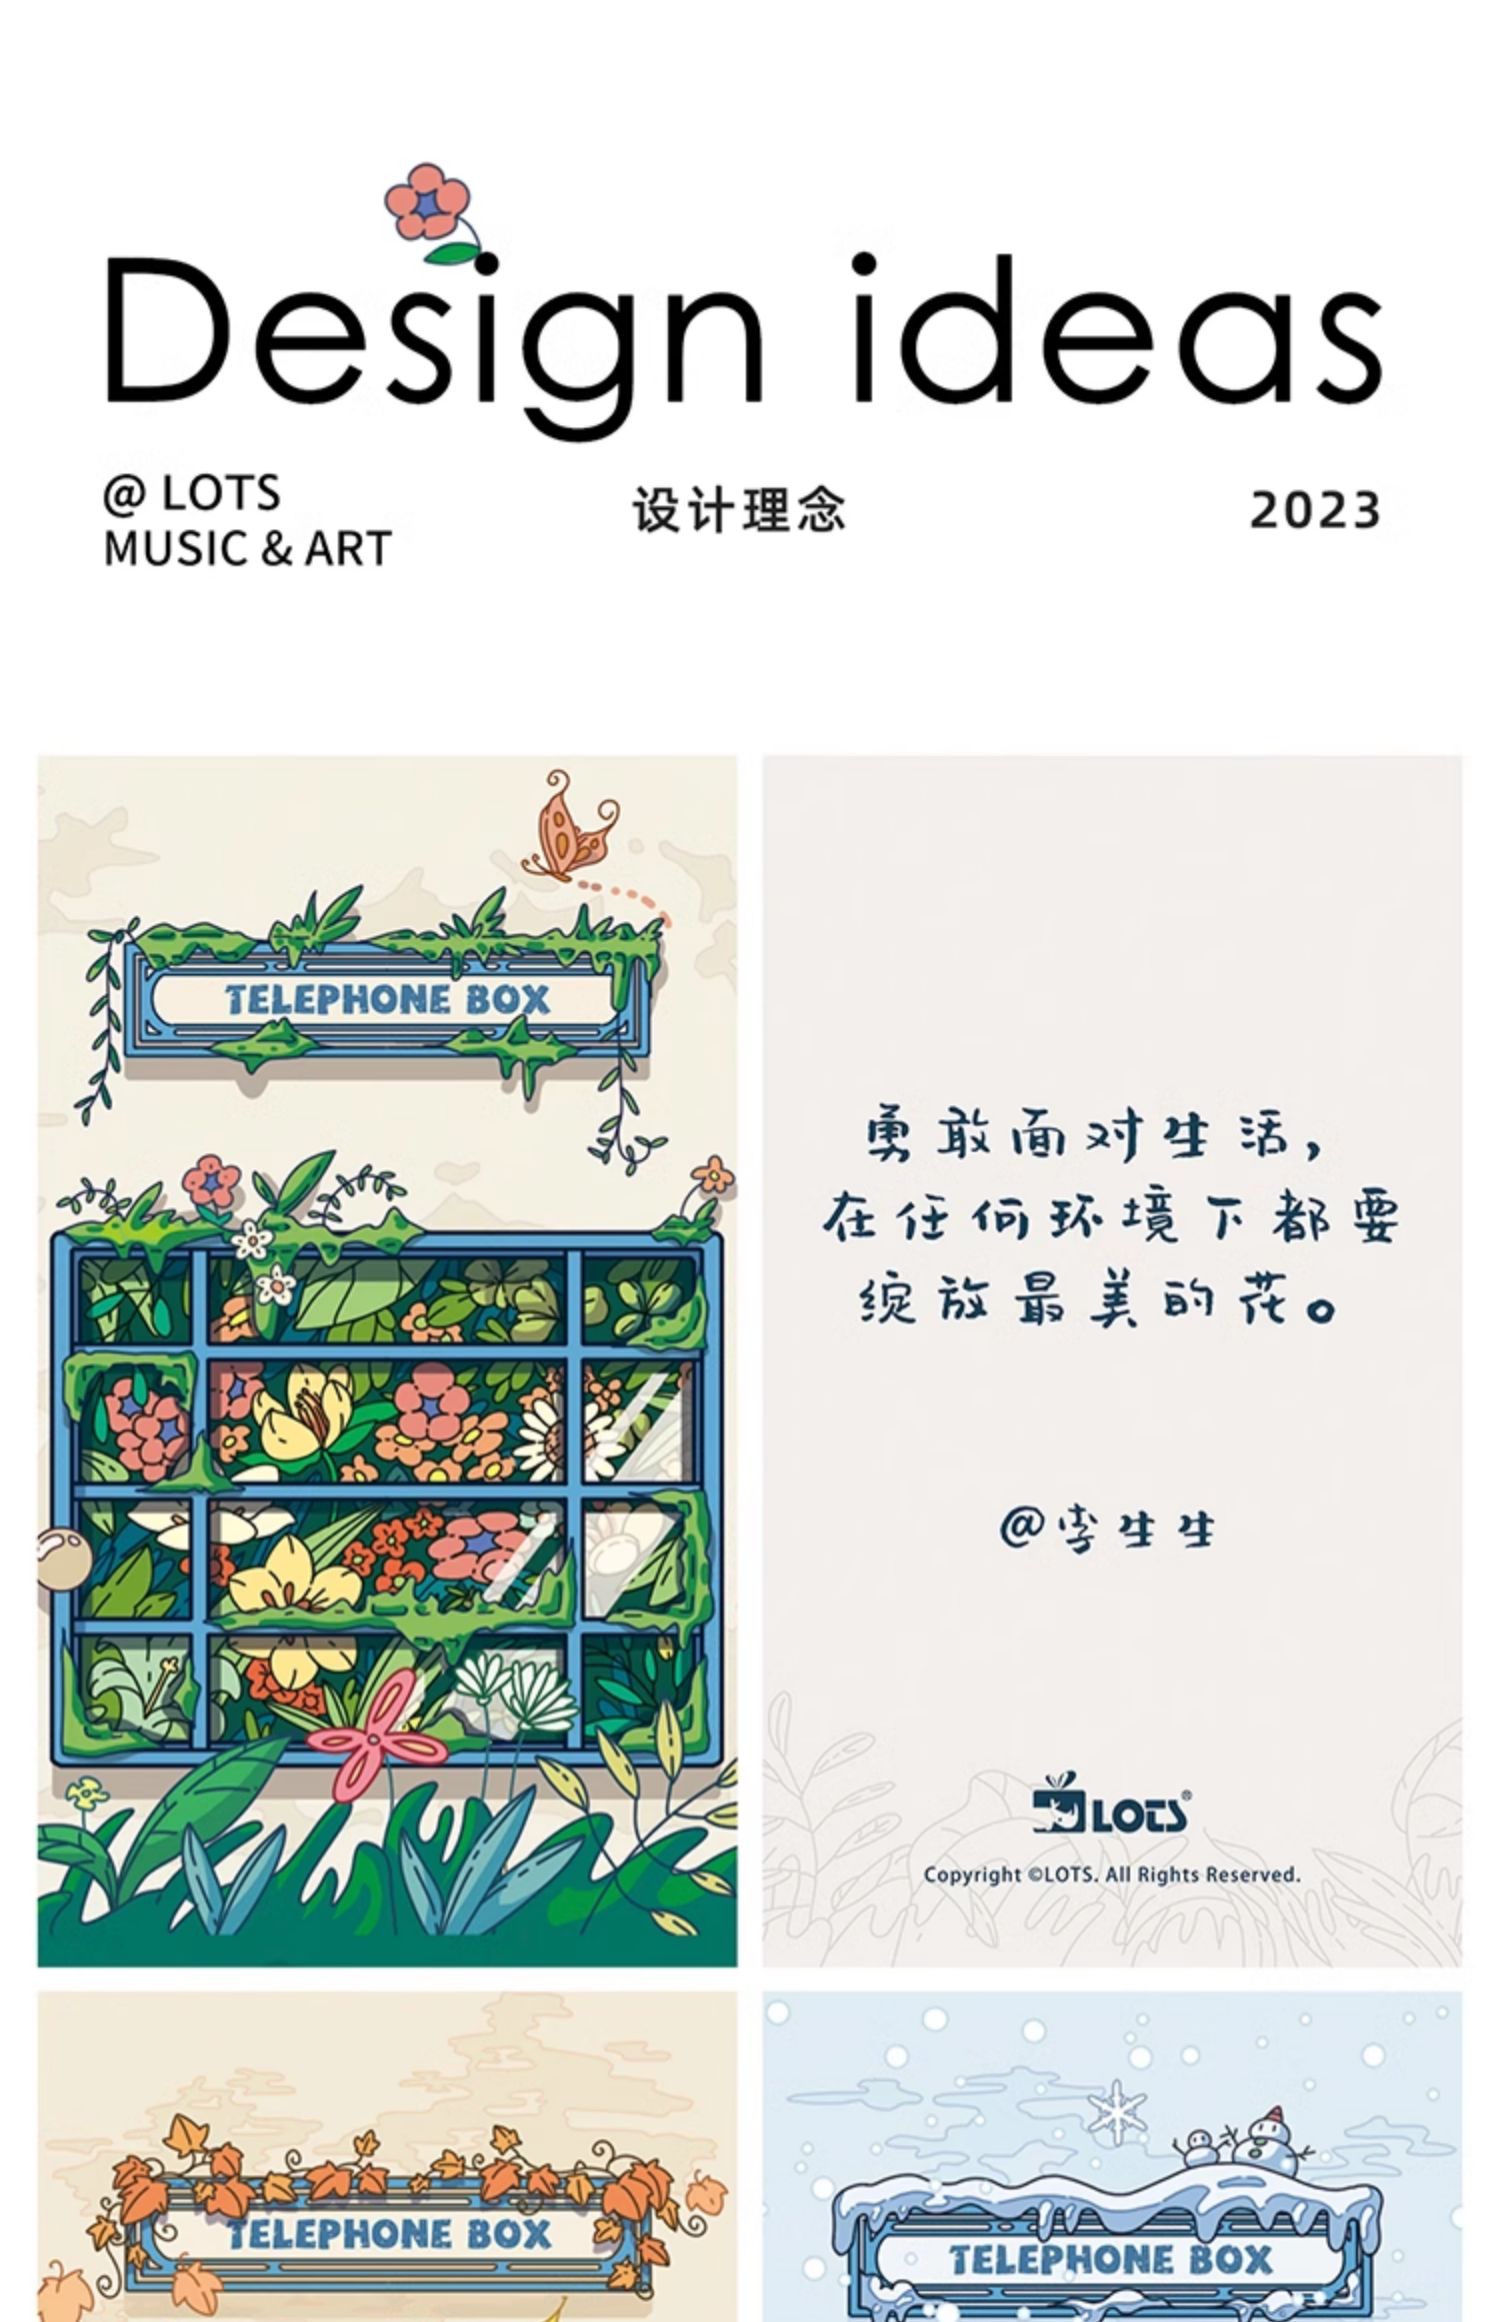 Design ideas
@ LOTS
MUSIC & ART
设计理念
2023
TELEPHONE BOX
勇敢面对生活，
在任何环境下都要
绽放最美的花。
@李生生
LOTS®
Copyright ©LOTS. All Rights Reserved.
TELEPHONE BOX
TELEPHONE BOX